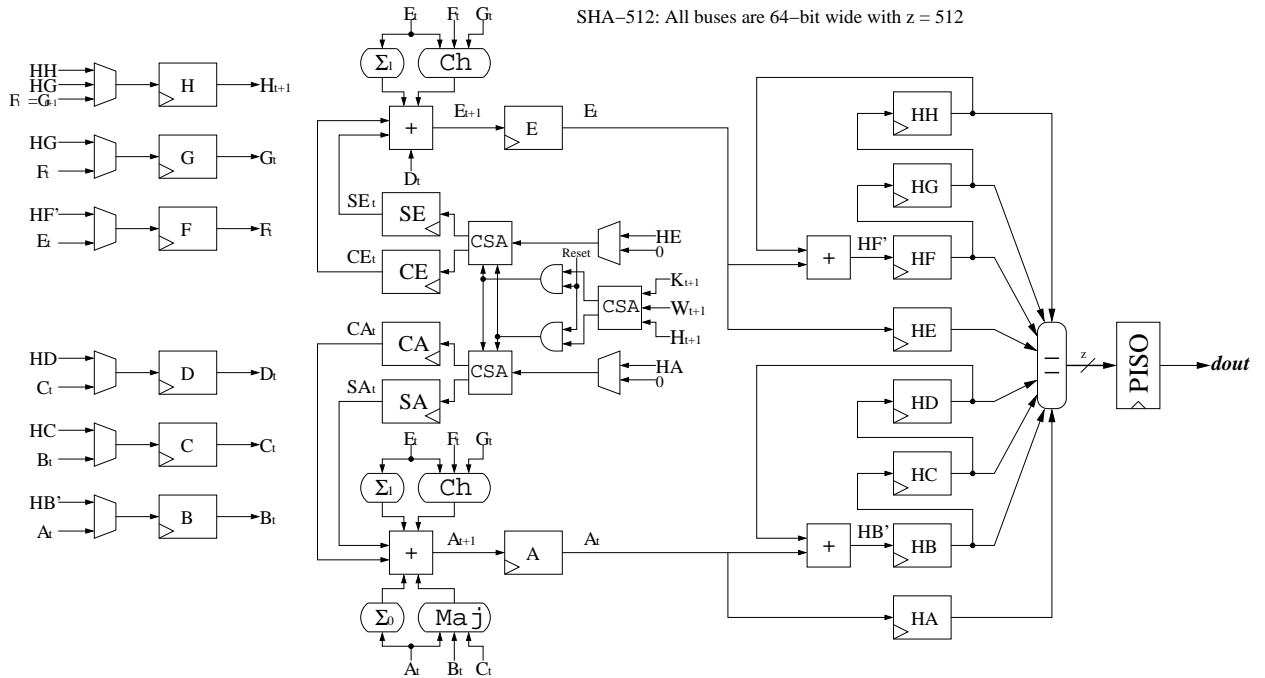 SHA−512: All buses are 64−bit wide with z = 512
Et Ft Gt
Σ1 Ch
HH
HG
H Ht+1
Et+1 E Et
+
Dt
HH
HG
G Gt
Ft
HG
SEt SE
HF'
F Ft
Et
CSA
HE
0
Reset
CEt CE
+ HF' HF
Kt+1
CSA Wt+1
Ht+1
HE
CAt CA
HD
D Dt
Ct
CSA
HA
0
SAt SA
| |
z
PISO
dout
HD
HC
C Ct
Bt
Et Ft Gt
Σ1 Ch
HC
HB'
B Bt
At
+
At+1 A At
+ HB' HB
Σ0 Maj
HA
At Bt Ct